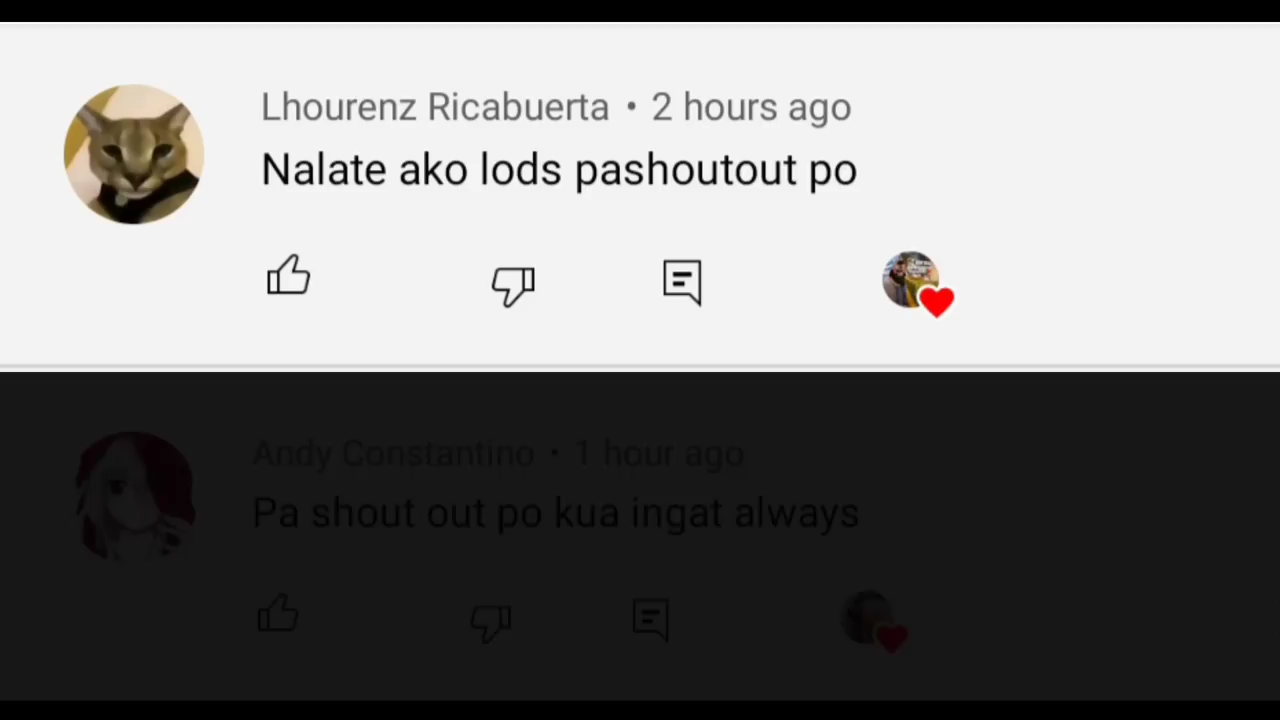 Lhourenz Ricabuerta • 2 hours ago
Nalate ako lods pashoutout po
Andy Constantino • 1 hour ago
Pa shout out po kua ingat always